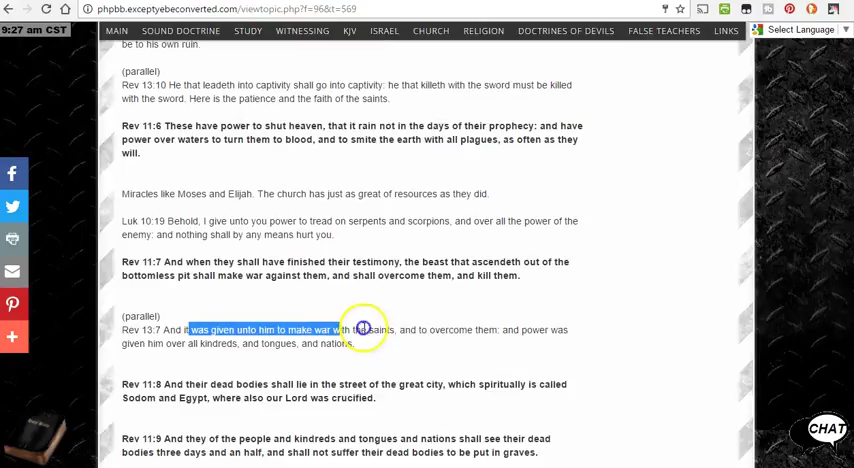 phpbb.exceptyebeconverted.com/viewtopic.php?f=96&t=569
9:27 am CST
MAIN SOUND DOCTRINE STUDY WITNESSING KJV ISRAEL CHURCH RELIGION DOCTRINES OF DEVILS FALSE TEACHERS LINKS
Select Language
be to his own ruin.
(parallel)
Rev 13:10 He that leadeth into captivity shall go into captivity: he that killeth with the sword must be killed
with the sword. Here is the patience and the faith of the saints.
Rev 11:6 These have power to shut heaven, that it rain not in the days of their prophecy: and have
power over waters to turn them to blood, and to smite the earth with all plagues, as often as they
will.
Miracles like Moses and Elijah. The church has just as great of resources as they did.
Luk 10:19 Behold, I give unto you power to tread on serpents and scorpions, and over all the power of the
enemy: and nothing shall by any means hurt you.
Rev 11:7 And when they shall have finished their testimony, the beast that ascendeth out of the
bottomless pit shall make war against them, and shall overcome them, and kill them.
(parallel)
Rev 13:7 And it was given unto him to make war with the saints, and to overcome them: and power was
given him over all kindreds, and tongues, and nations.
Rev 11:8 And their dead bodies shall lie in the street of the great city, which spiritually is called
Sodom and Egypt, where also our Lord was crucified.
Rev 11:9 And they of the people and kindreds and tongues and nations shall see their dead
bodies three days and an half, and shall not suffer their dead bodies to be put in graves.
CHAT